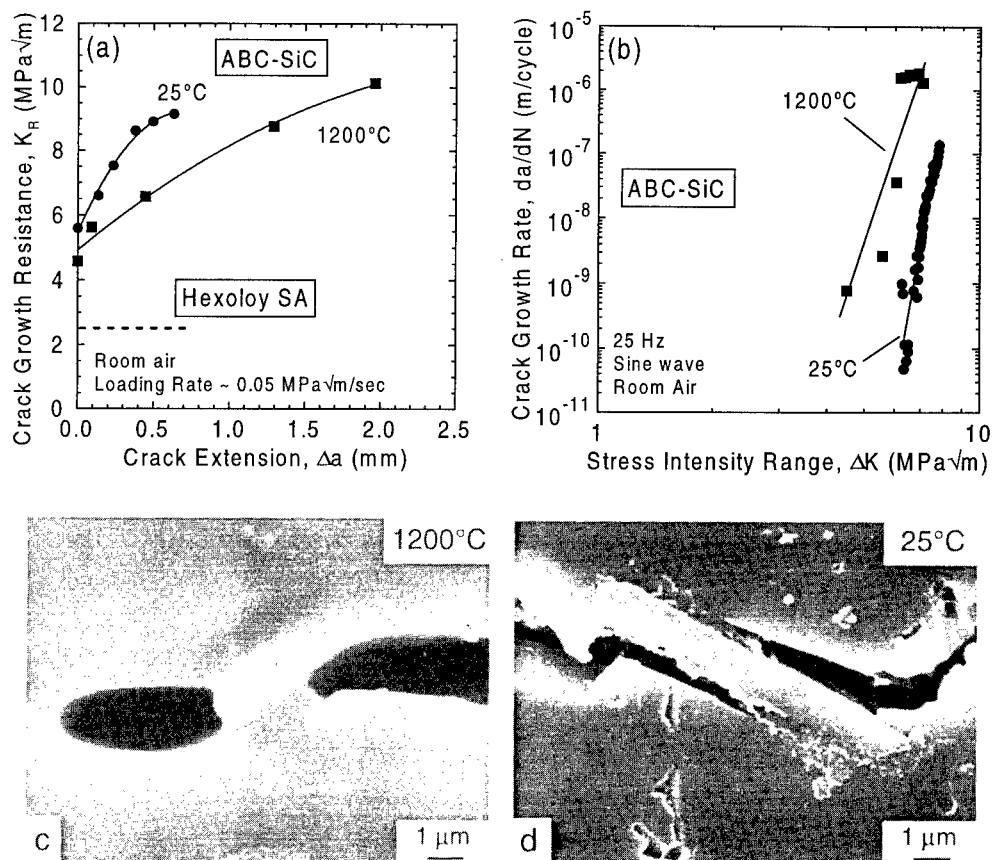 (a)
ABC-SiC
25°C
1200°C
Hexoloy SA
Room air
Loading Rate ~ 0.05 MPa√m/sec
Crack Growth Resistance, K_R (MPa√m)
12
10
8
6
4
2
0
0.0 0.5 1.0 1.5 2.0 2.5
Crack Extension, Δa (mm)
(b)
1200°C
ABC-SiC
25 Hz
Sine wave
Room Air
25°C
Crack Growth Rate, da/dN (m/cycle)
10⁻⁵
10⁻⁶
10⁻⁷
10⁻⁸
10⁻⁹
10⁻¹⁰
10⁻¹¹
1 10
Stress Intensity Range, ΔK (MPa√m)
1200°C
c
1 μm
25°C
d
1 μm